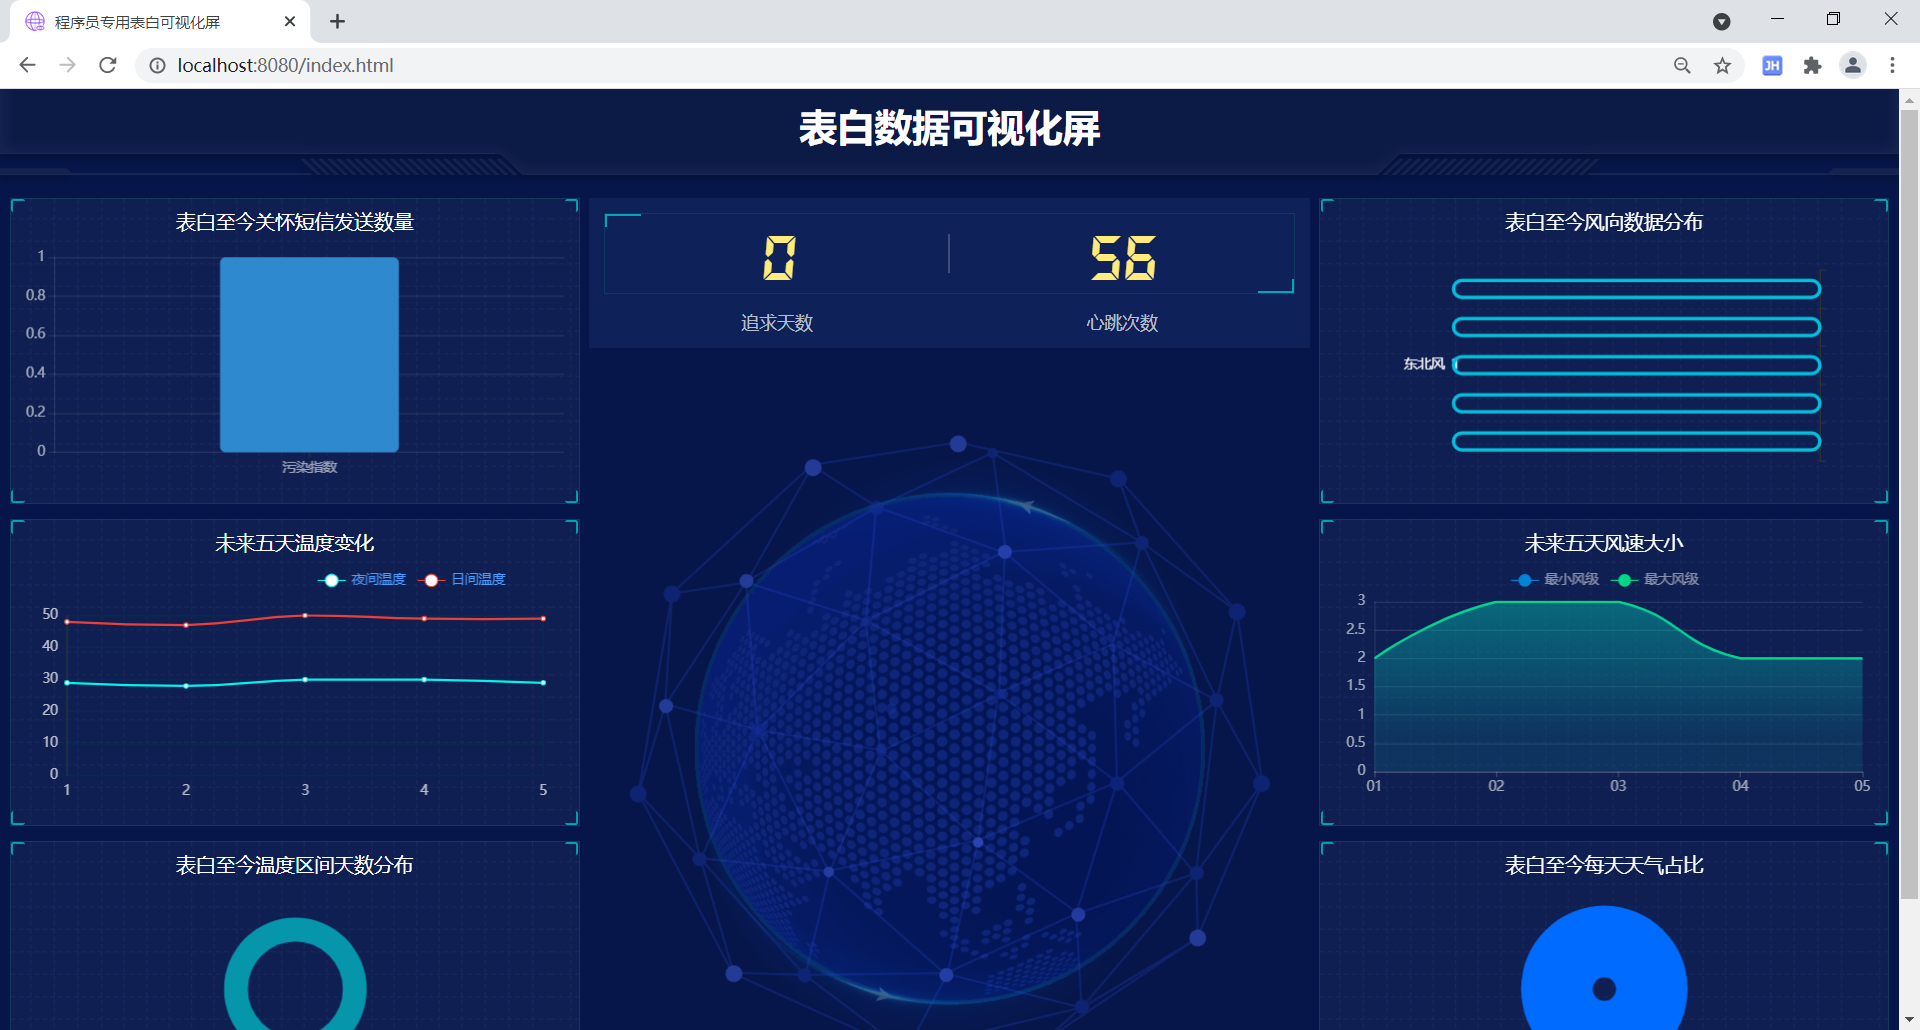 程序员专用表白可视化屏
localhost:8080/index.html
JH
表白数据可视化屏
表白至今关怀短信发送数量
1
0.8
0.6
0.4
0.2
0
污染指数
未来五天温度变化
夜间温度 日间温度
50
40
30
20
10
0
1 2 3 4 5
表白至今温度区间天数分布
0 56
追求天数 心跳次数
表白至今风向数据分布
东北风
未来五天风速大小
最小风级 最大风级
3
2.5
2
1.5
1
0.5
0
01 02 03 04 05
表白至今每天天气占比